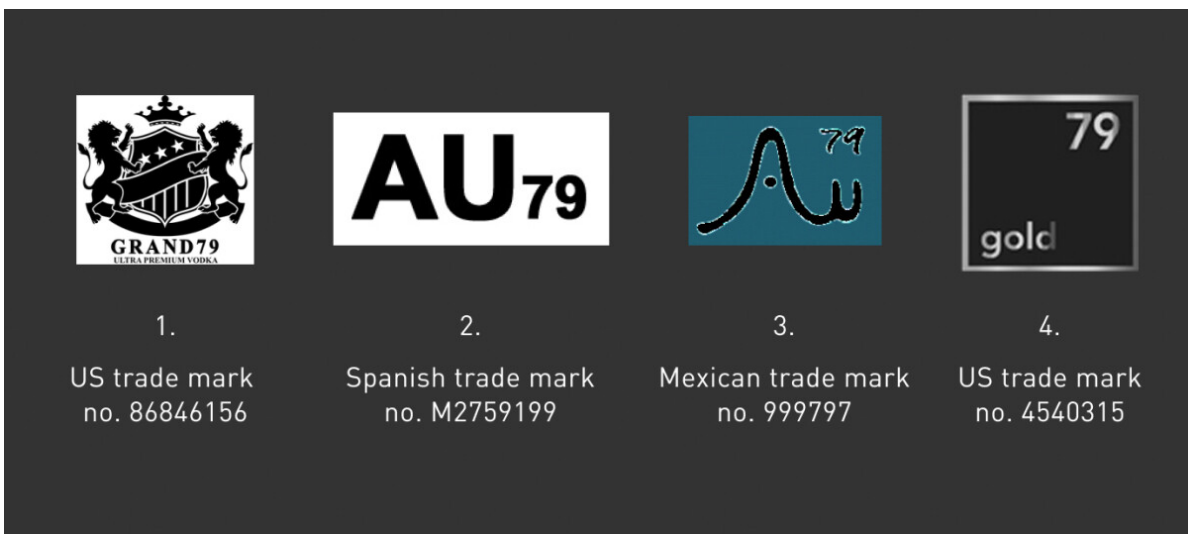 GRAND79
ULTRA PREMIUM VODKA
1.
US trade mark
no. 86846156
AU79
2.
Spanish trade mark
no. M2759199
79
Au
3.
Mexican trade mark
no. 999797
79
gold
4.
US trade mark
no. 4540315